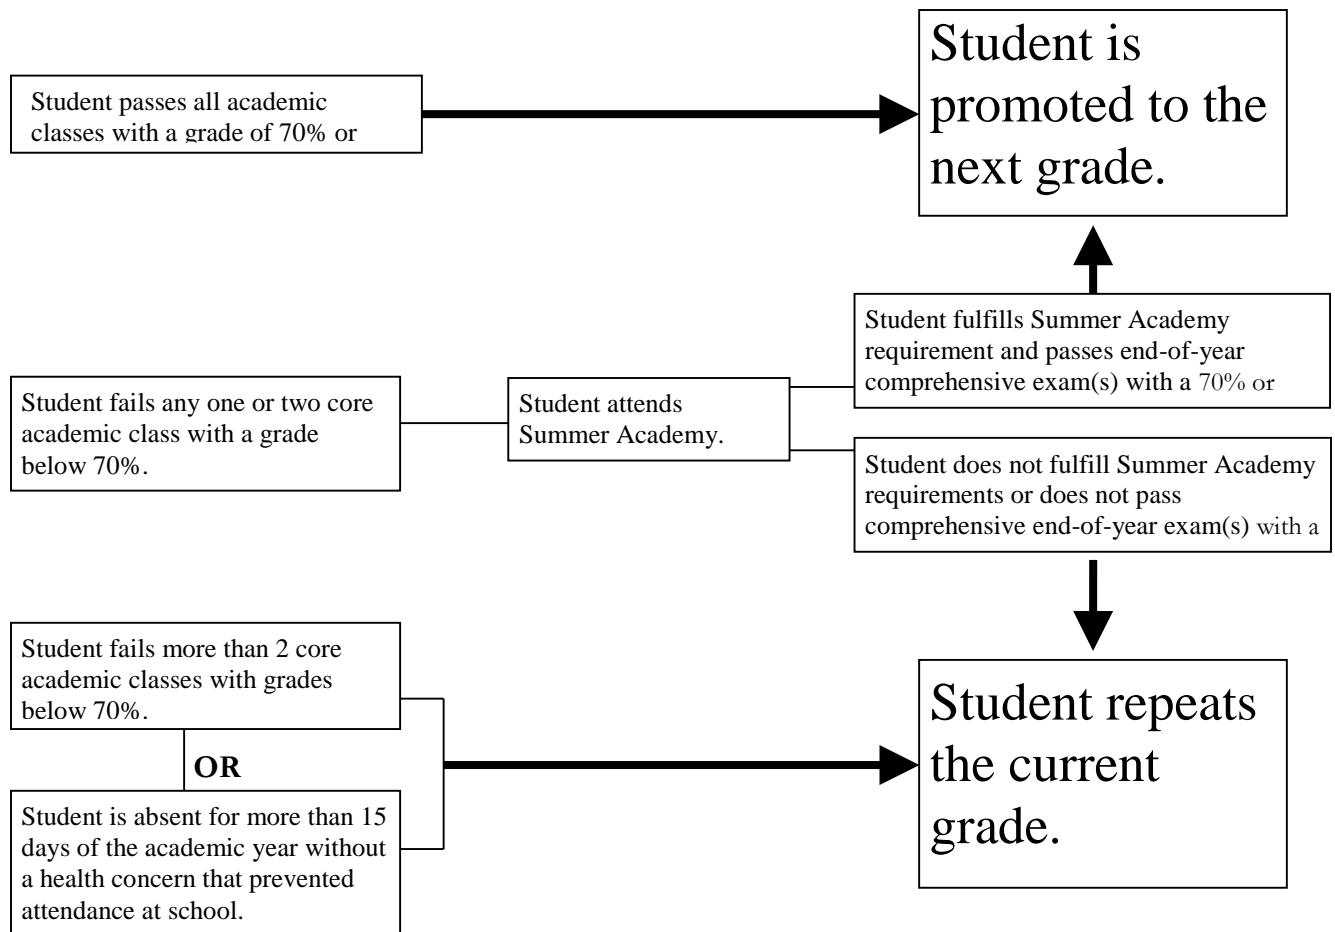 Student passes all academic
classes with a grade of 70% or
Student is
promoted to the
next grade.
Student fulfills Summer Academy
requirement and passes end-of-year
comprehensive exam(s) with a 70% or
Student fails any one or two core
academic class with a grade
below 70%.
Student attends
Summer Academy.
Student does not fulfill Summer Academy
requirements or does not pass
comprehensive end-of-year exam(s) with a
Student fails more than 2 core
academic classes with grades
below 70%.
OR
Student is absent for more than 15
days of the academic year without
a health concern that prevented
attendance at school.
Student repeats
the current
grade.